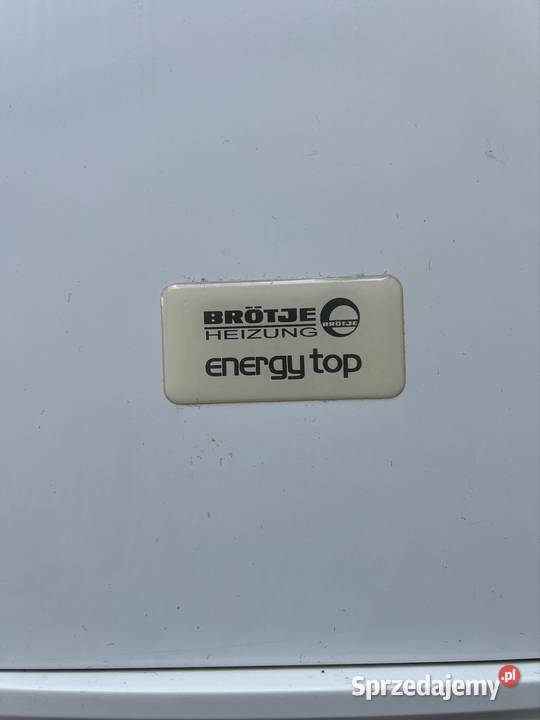 BRÖTJE
HEIZUNG
BRÖTJE
energy top
Sprzedajemy.pl